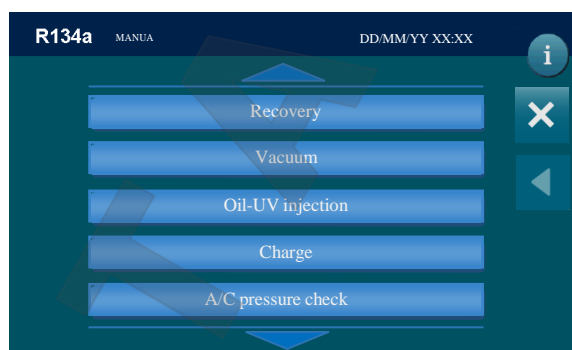 R134a MANUA DD/MM/YY XX:XX
i
Recovery
Vacuum
Oil-UV injection
Charge
A/C pressure check